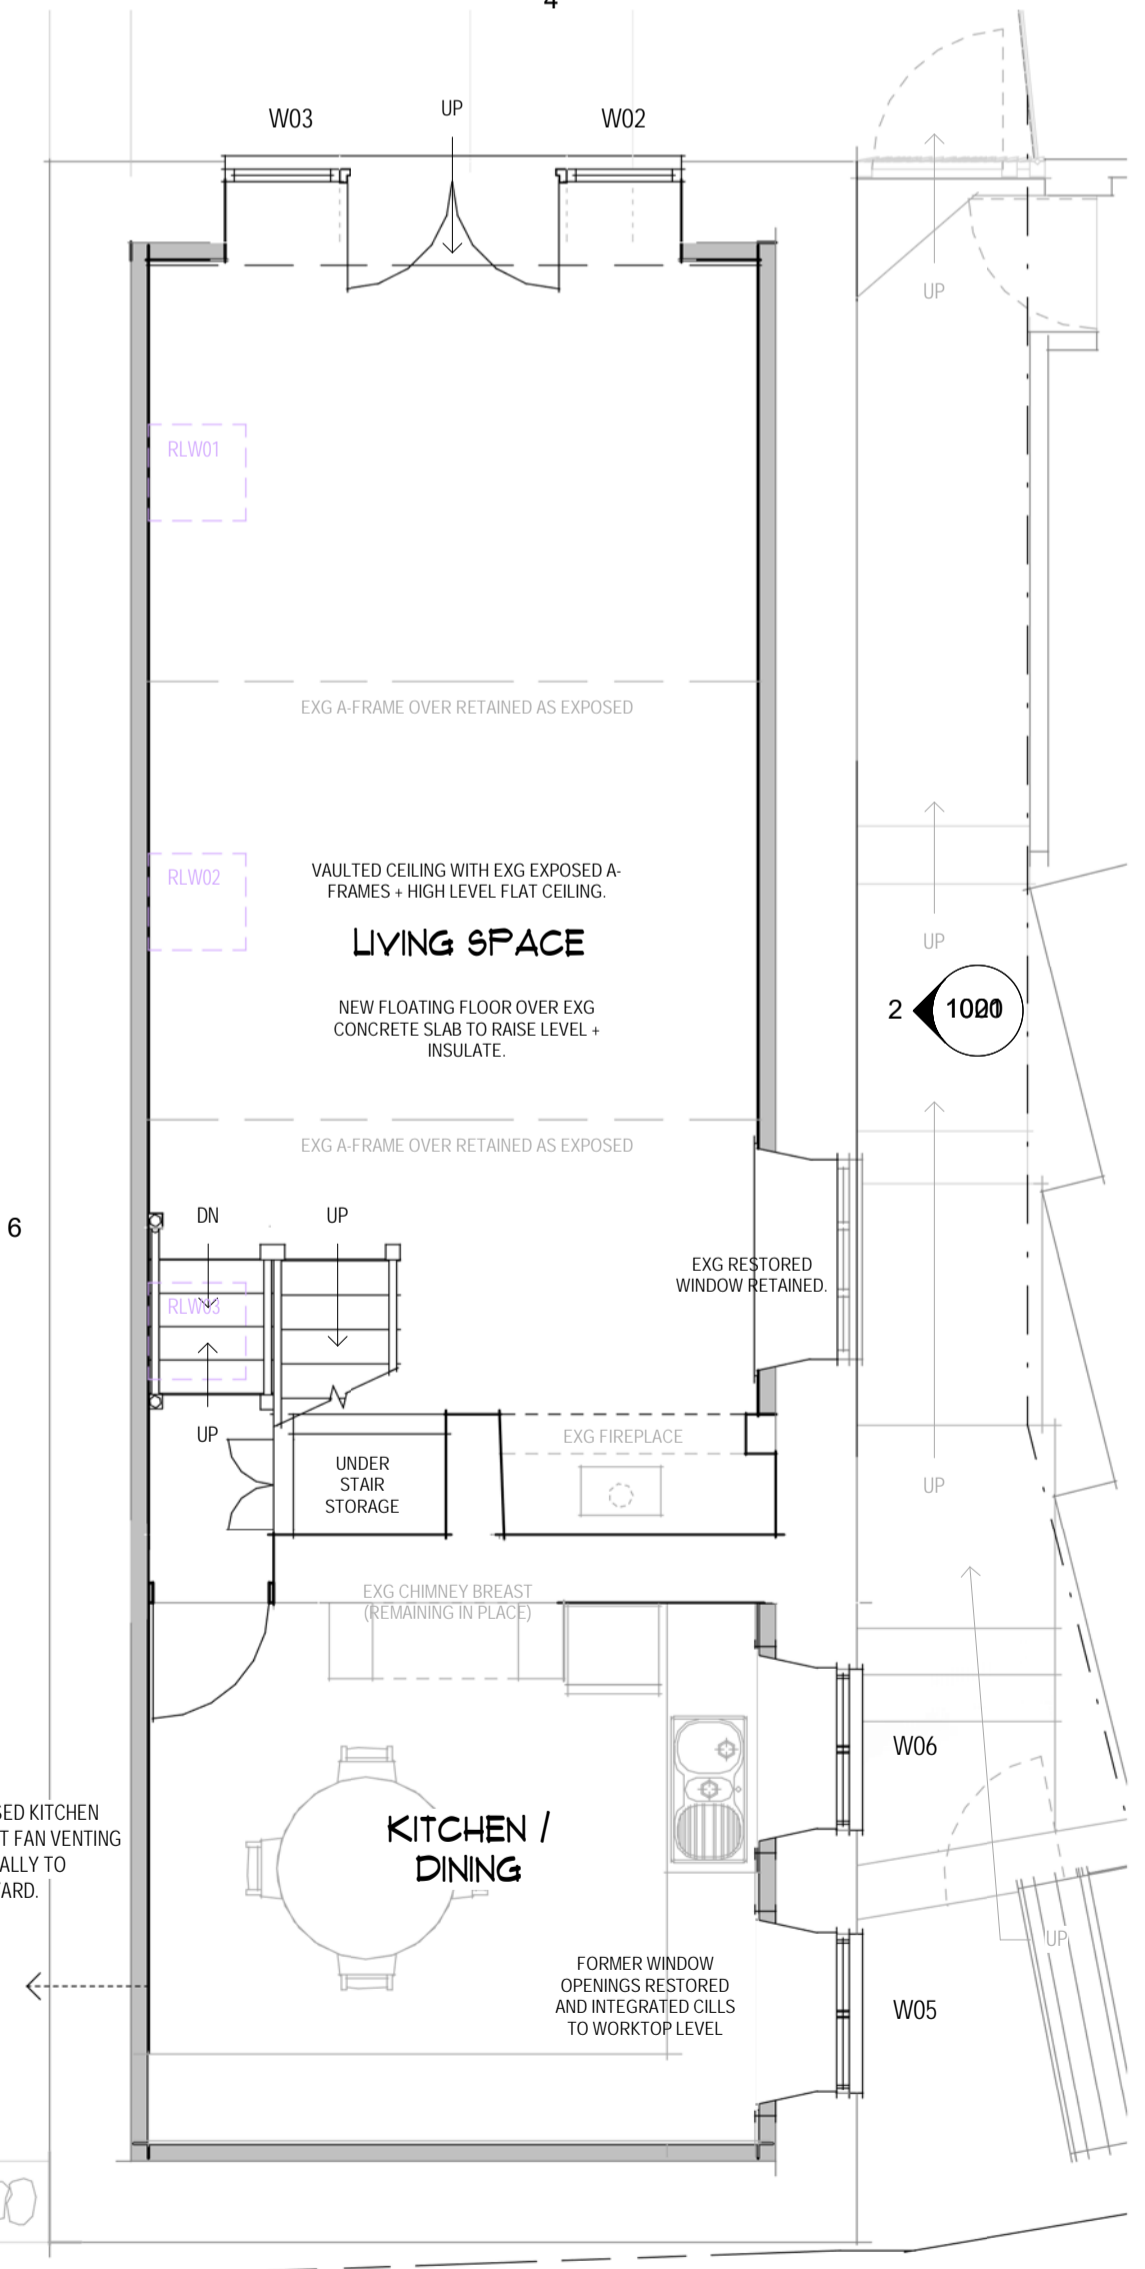 4
W03
UP
W02
UP
RLW01
EXG A-FRAME OVER RETAINED AS EXPOSED
VAULTED CEILING WITH EXG EXPOSED A-
FRAMES + HIGH LEVEL FLAT CEILING.
RLW02
LIVING SPACE
UP
NEW FLOATING FLOOR OVER EXG
CONCRETE SLAB TO RAISE LEVEL +
INSULATE.
2
EXG A-FRAME OVER RETAINED AS EXPOSED
6
DN
UP
EXG RESTORED
WINDOW RETAINED.
RLW03
UP
EXG FIREPLACE
UNDER
STAIR
STORAGE
UP
EXG CHIMNEY BREAST
(REMAINING IN PLACE)
W06
SED KITCHEN
T FAN VENTING
ALLY TO
ARD.
KITCHEN /
DINING
UP
FORMER WINDOW
OPENINGS RESTORED
AND INTEGRATED CILLS
TO WORKTOP LEVEL
W05